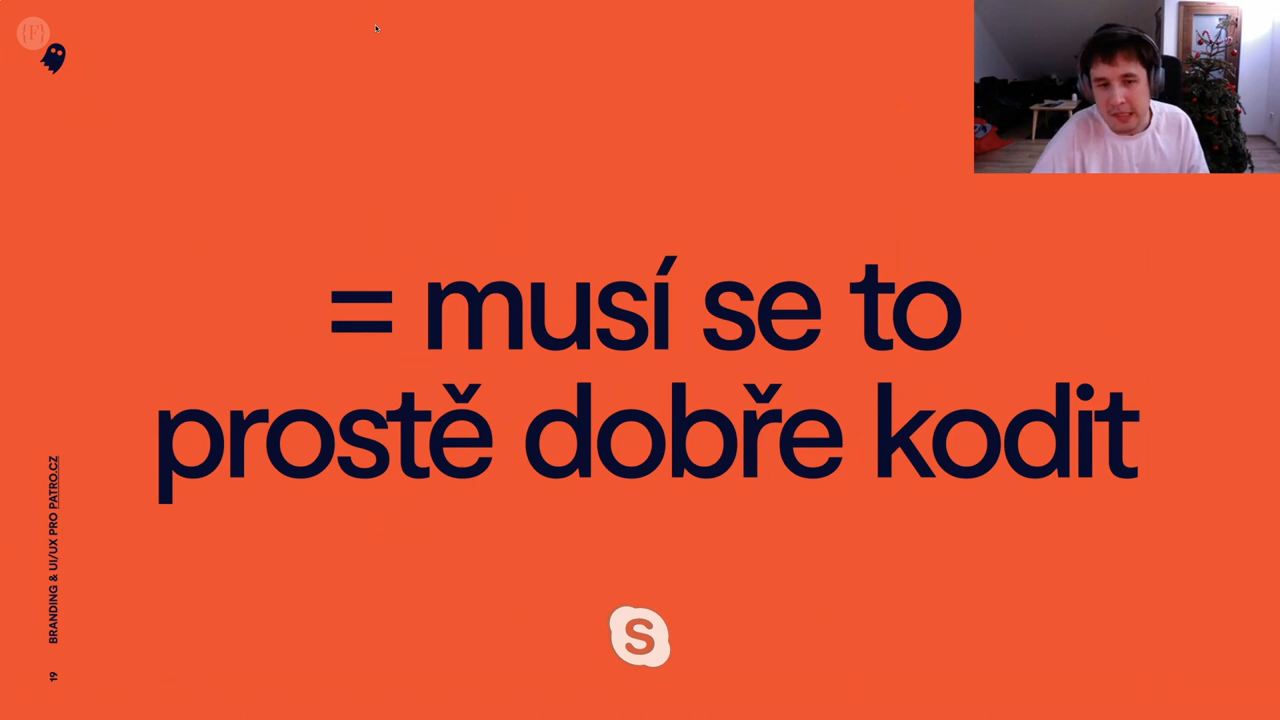 {F}
= musí se to
prostě dobře kodit
BRANDING & UI/UX PRO PATRO.CZ
19
S